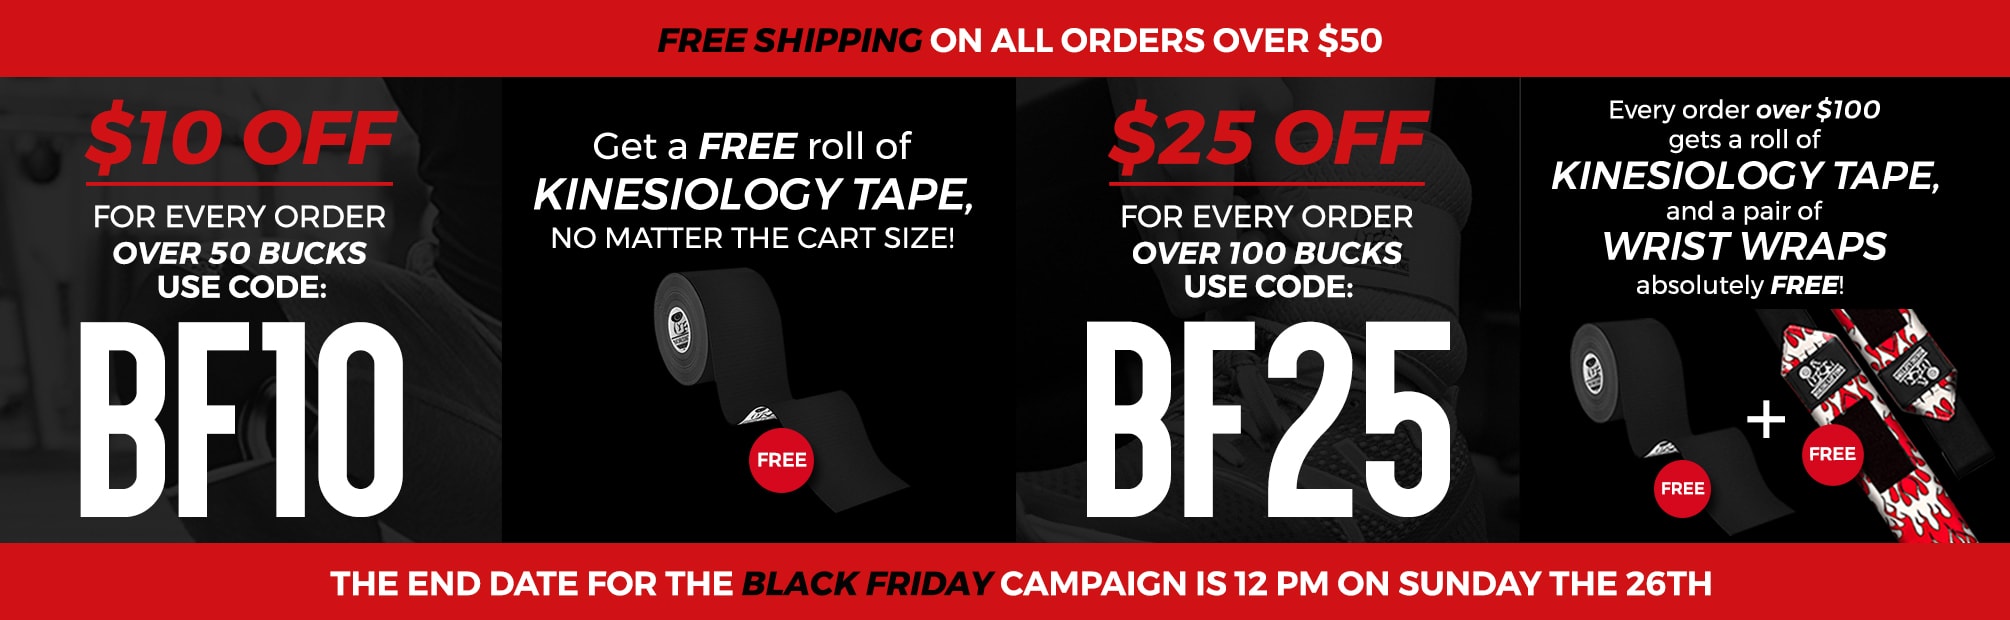 FREE SHIPPING ON ALL ORDERS OVER $50
$10 OFF
FOR EVERY ORDER
OVER 50 BUCKS
USE CODE:
BF10
Get a FREE roll of
KINESIOLOGY TAPE,
NO MATTER THE CART SIZE!
FREE
$25 OFF
FOR EVERY ORDER
OVER 100 BUCKS
USE CODE:
BF25
Every order over $100
gets a roll of
KINESIOLOGY TAPE,
and a pair of
WRIST WRAPS
absolutely FREE!
+
FREE
FREE
THE END DATE FOR THE BLACK FRIDAY CAMPAIGN IS 12 PM ON SUNDAY THE 26TH